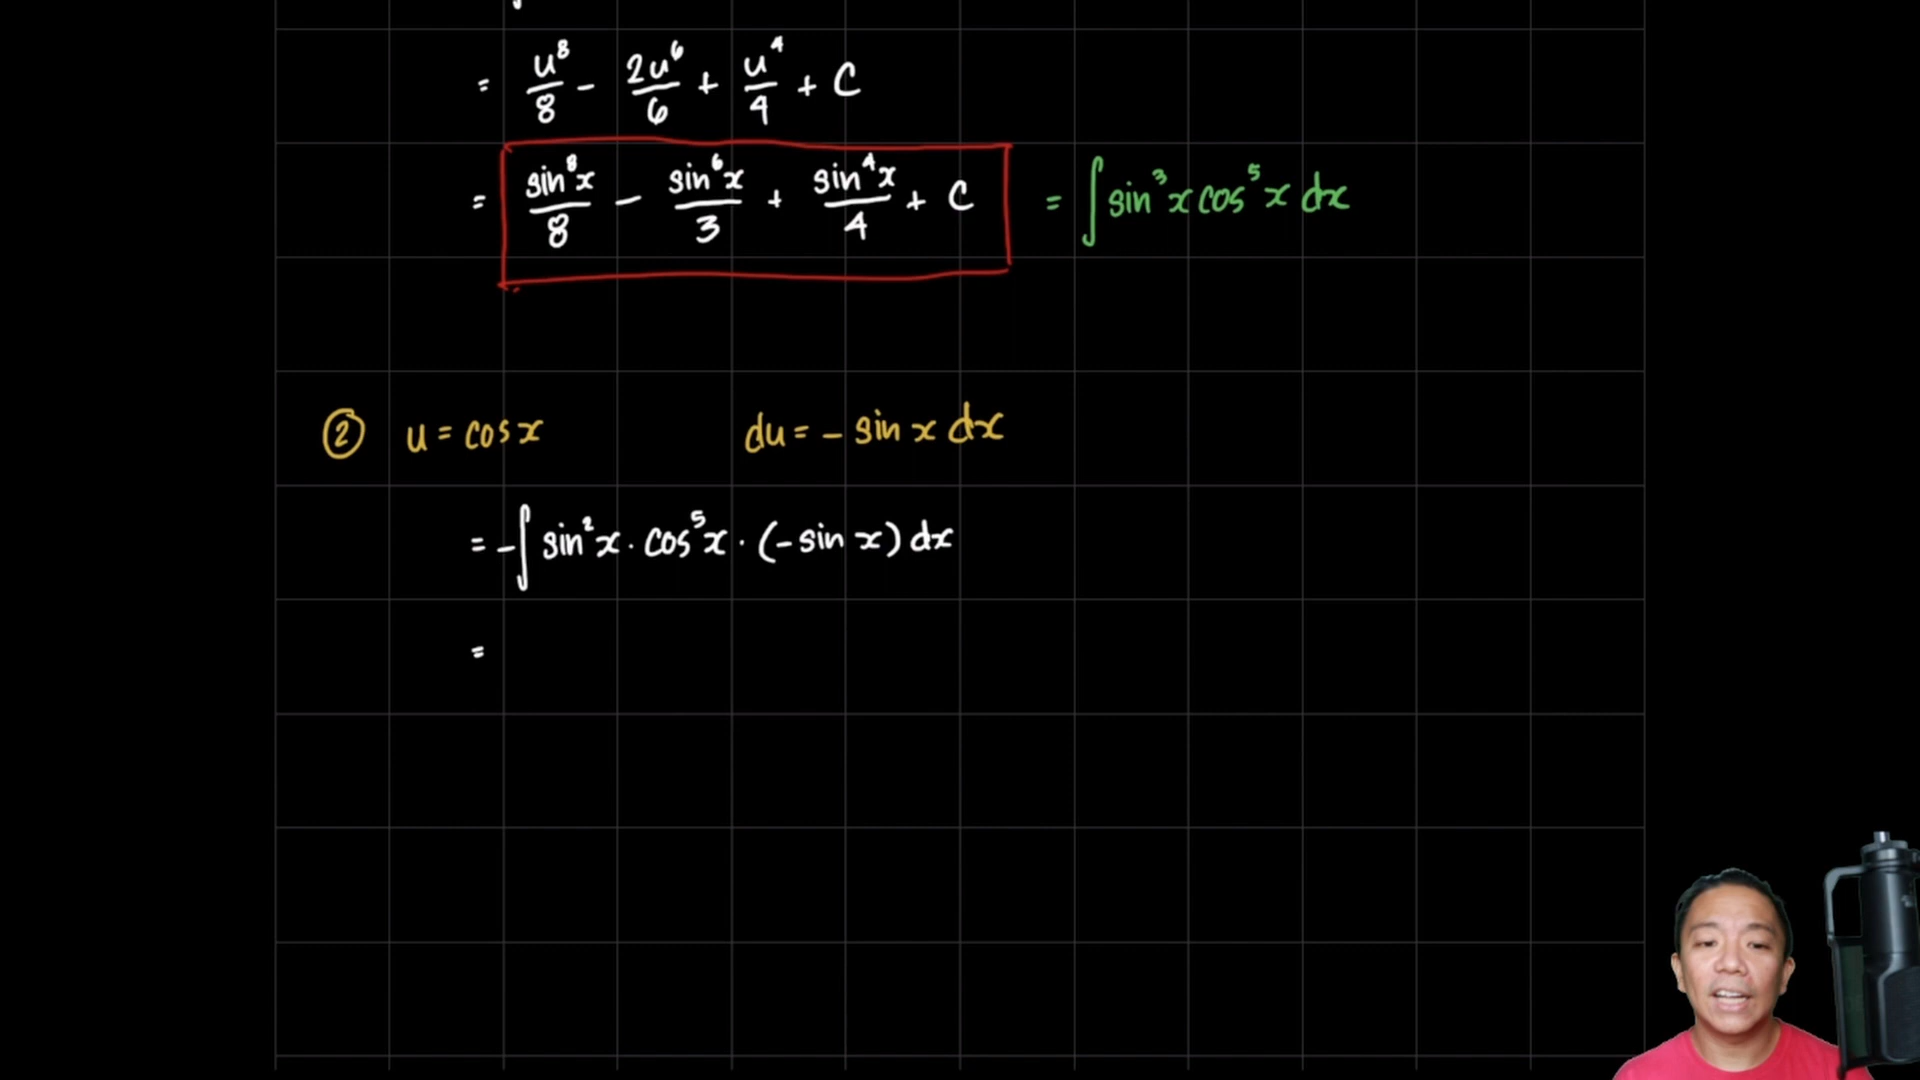 = u⁸/8 - 2u⁶/6 + u⁴/4 + C
= sin⁸x/8 - sin⁶x/3 + sin⁴x/4 + C = ∫ sin³x cos⁵x dx
② u = cos x du = - sin x dx
= -∫ sin²x · cos⁵x · (- sin x) dx
=